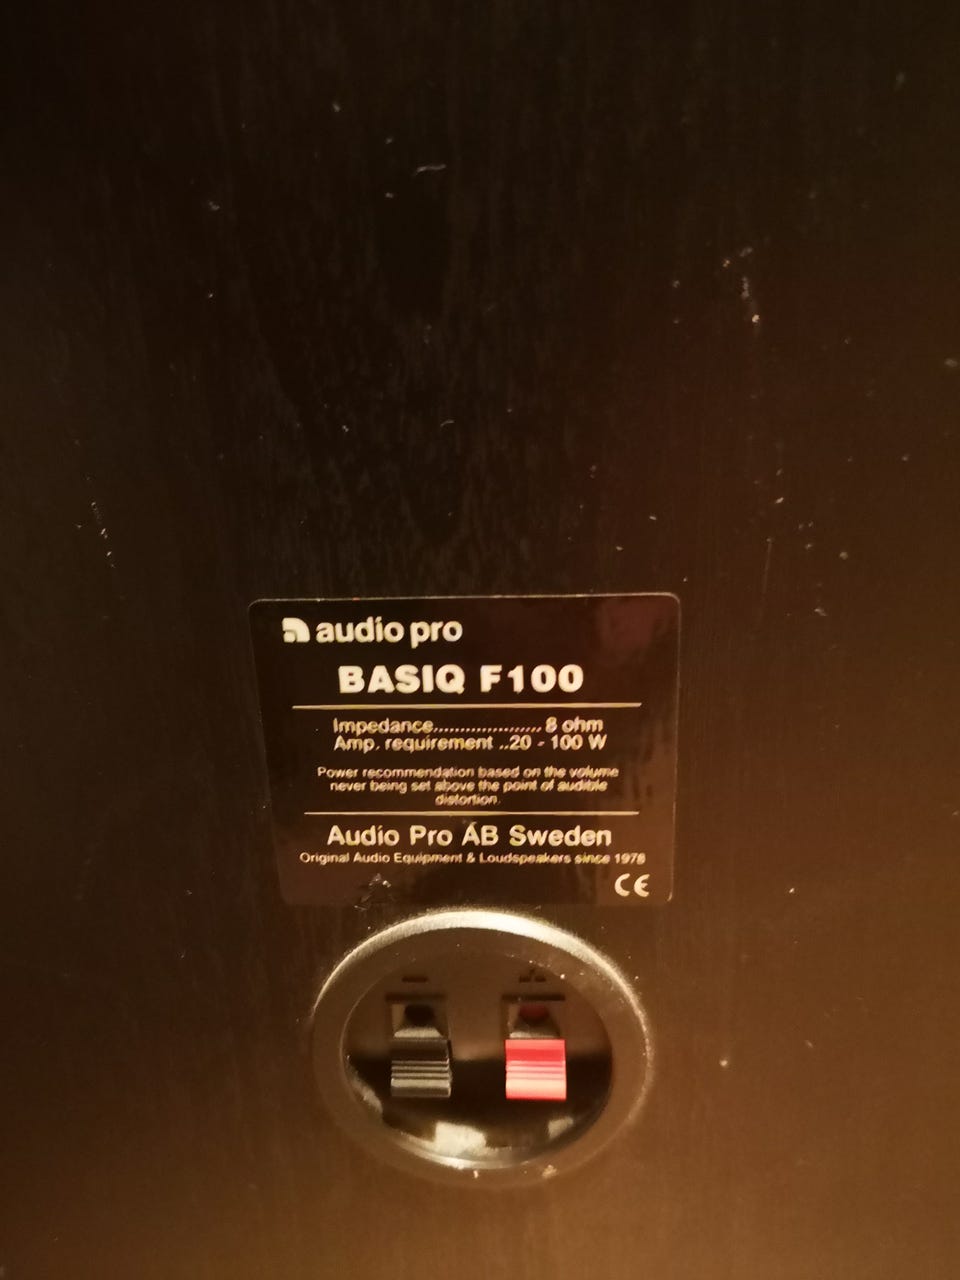 audio pro
BASIQ F100
Impedance.................... 8 ohm
Amp. requirement ..20 - 100 W
Power recommendation based on the volume
never being set above the point of audible
distortion.
Audio Pro AB Sweden
Original Audio Equipment & Loudspeakers since 1978
CE
- +